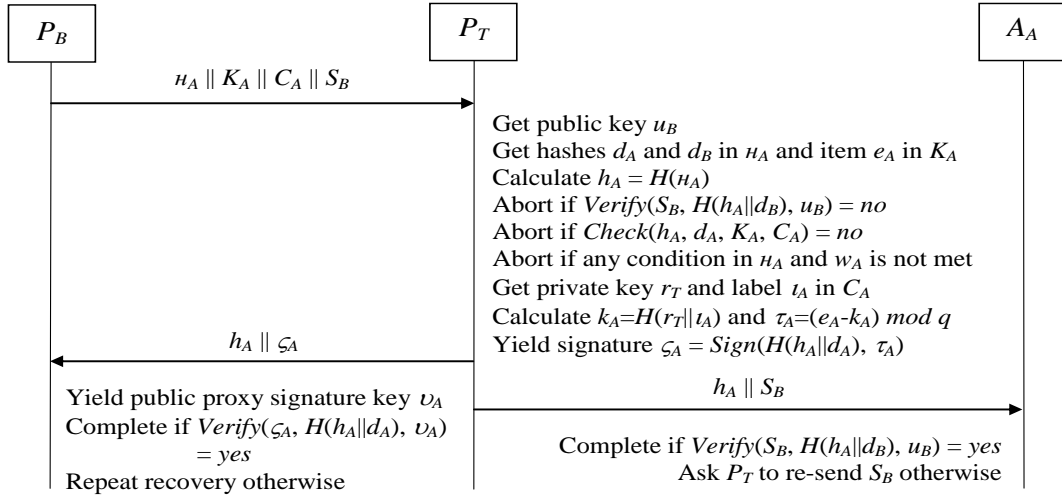 P_B
P_T
A_A
н_A || K_A || C_A || S_B
Get public key u_B
Get hashes d_A and d_B in н_A and item e_A in K_A
Calculate h_A = H(н_A)
Abort if Verify(S_B, H(h_A||d_B), u_B) = no
Abort if Check(h_A, d_A, K_A, C_A) = no
Abort if any condition in н_A and w_A is not met
Get private key r_T and label ι_A in C_A
Calculate k_A=H(r_T||ι_A) and τ_A=(e_A-k_A) mod q
Yield signature ς_A = Sign(H(h_A||d_A), τ_A)
h_A || ς_A
Yield public proxy signature key υ_A
Complete if Verify(ς_A, H(h_A||d_A), υ_A)
= yes
Repeat recovery otherwise
h_A || S_B
Complete if Verify(S_B, H(h_A||d_B), u_B) = yes
Ask P_T to re-send S_B otherwise